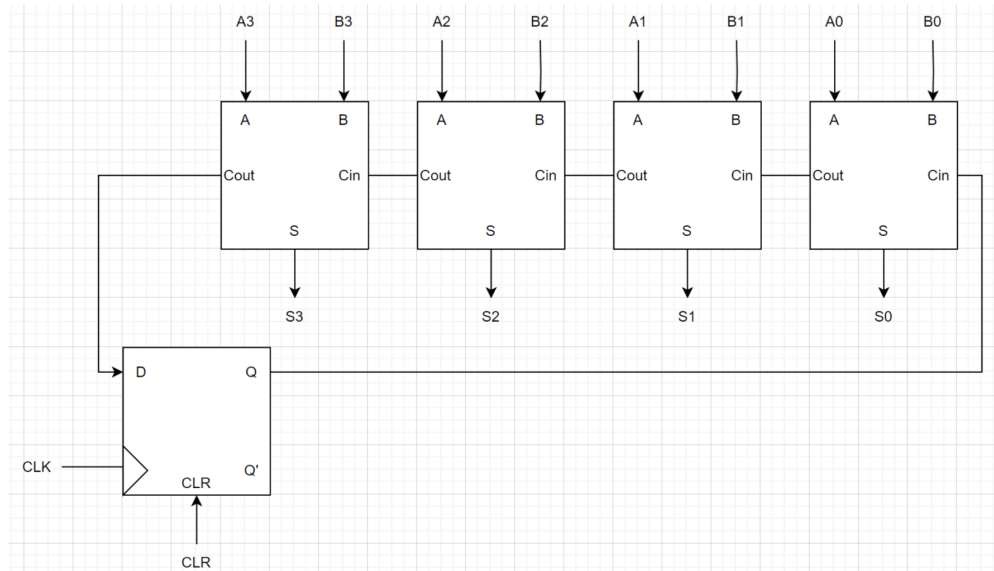 A3 B3 A2 B2 A1 B1 A0 B0
A B A B A B A B
Cout Cin Cout Cin Cout Cin Cout Cin
S S S S
S3 S2 S1 S0
D Q
CLK
Q'
CLR
CLR